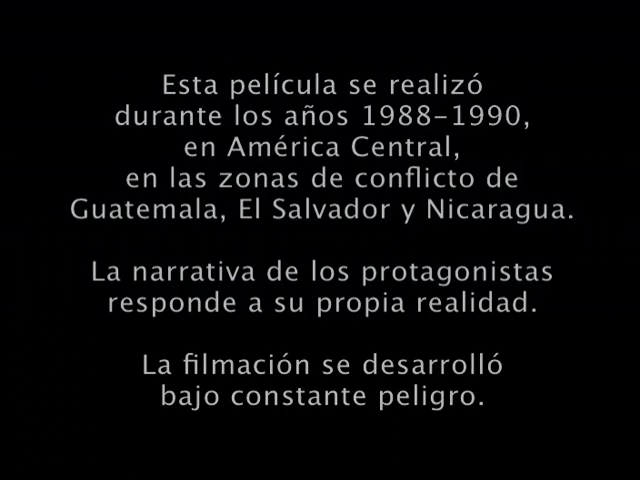 Esta película se realizó
durante los años 1988-1990,
en América Central,
en las zonas de conflicto de
Guatemala, El Salvador y Nicaragua.
La narrativa de los protagonistas
responde a su propia realidad.
La filmación se desarrolló
bajo constante peligro.